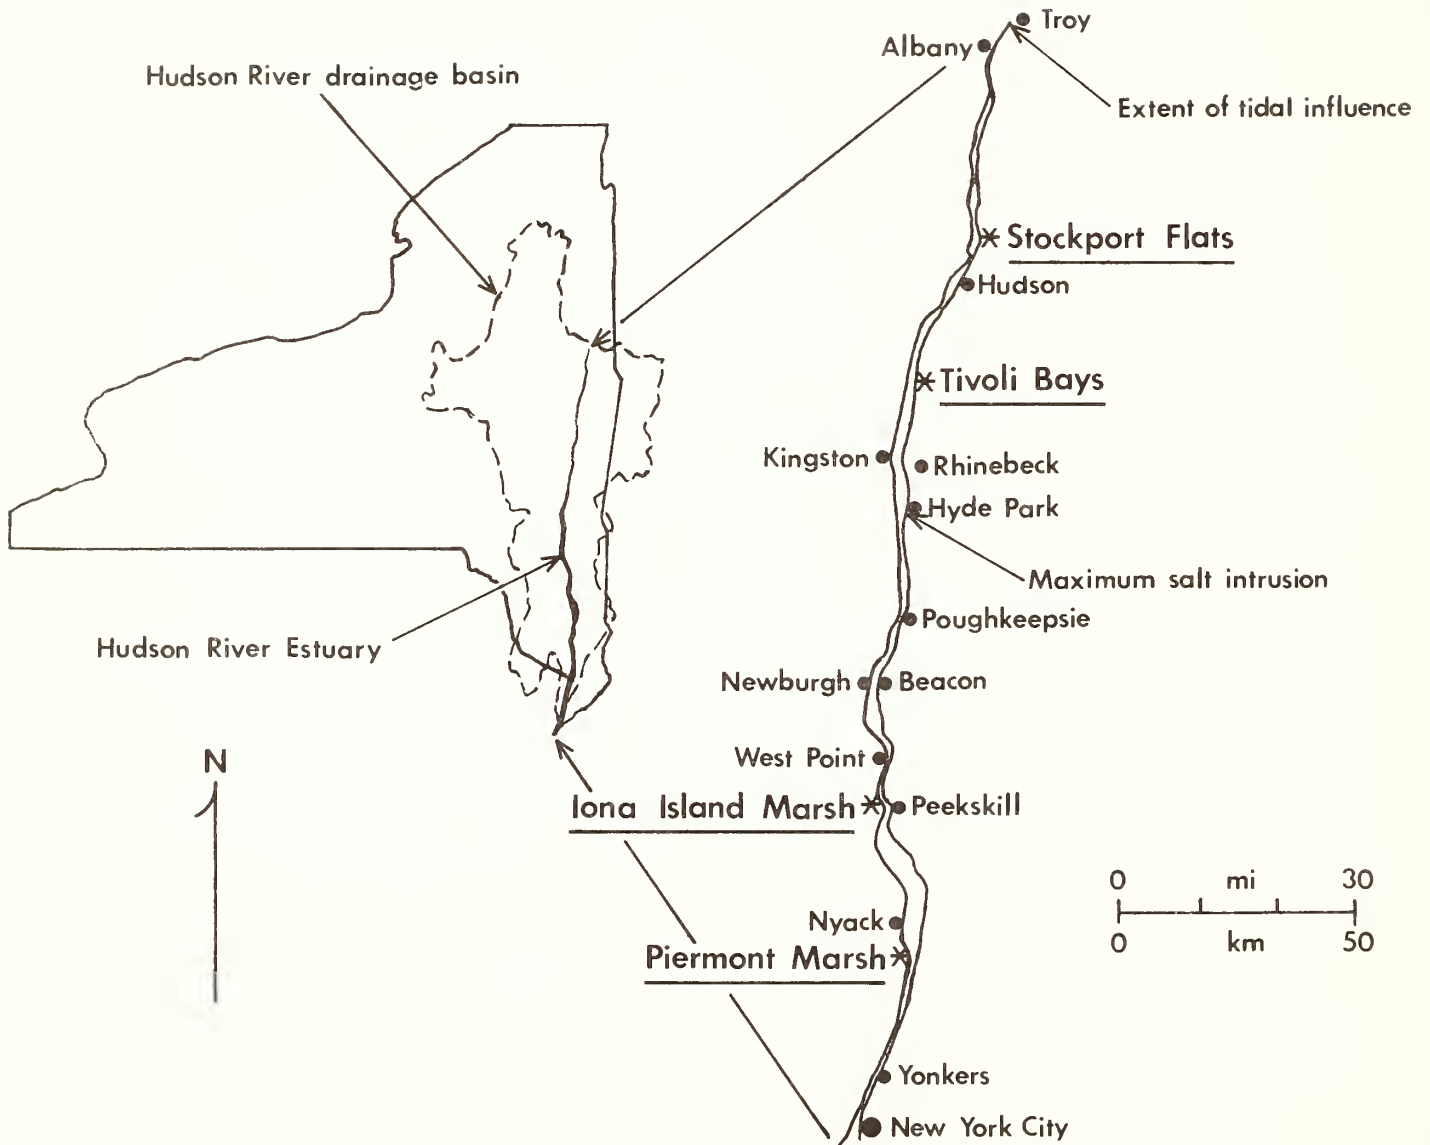 Troy
Albany
Hudson River drainage basin
Extent of tidal influence
Stockport Flats
Hudson
Tivoli Bays
Kingston
Rhinebeck
Hyde Park
Maximum salt intrusion
Poughkeepsie
Hudson River Estuary
Newburgh
Beacon
West Point
N
Iona Island Marsh
Peekskill
0 mi 30
0 km 50
Nyack
Piermont Marsh
Yonkers
New York City